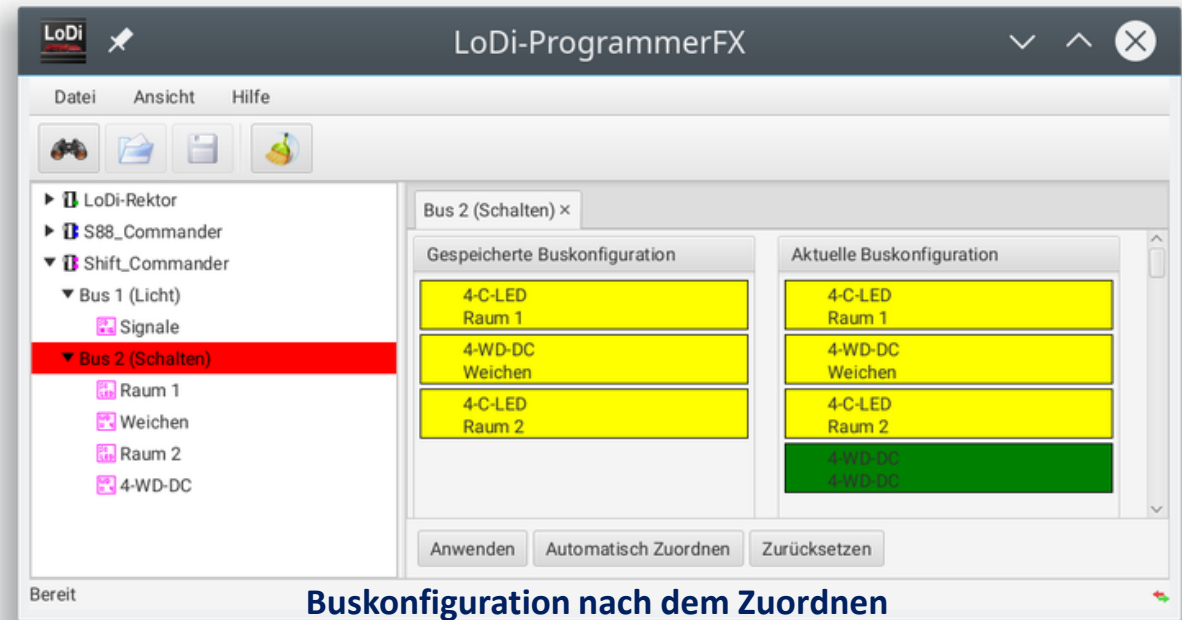 LoDi
LoDi-ProgrammerFX
Datei Ansicht Hilfe
LoDi-Rektor
S88_Commander
Shift_Commander
Bus 1 (Licht)
Signale
Bus 2 (Schalten)
Raum 1
Weichen
Raum 2
4-WD-DC
Bus 2 (Schalten) ×
Gespeicherte Buskonfiguration
4-C-LED
Raum 1
4-WD-DC
Weichen
4-C-LED
Raum 2
Aktuelle Buskonfiguration
4-C-LED
Raum 1
4-WD-DC
Weichen
4-C-LED
Raum 2
4-WD-DC
4-WD-DC
Anwenden Automatisch Zuordnen Zurücksetzen
Bereit
Buskonfiguration nach dem Zuordnen